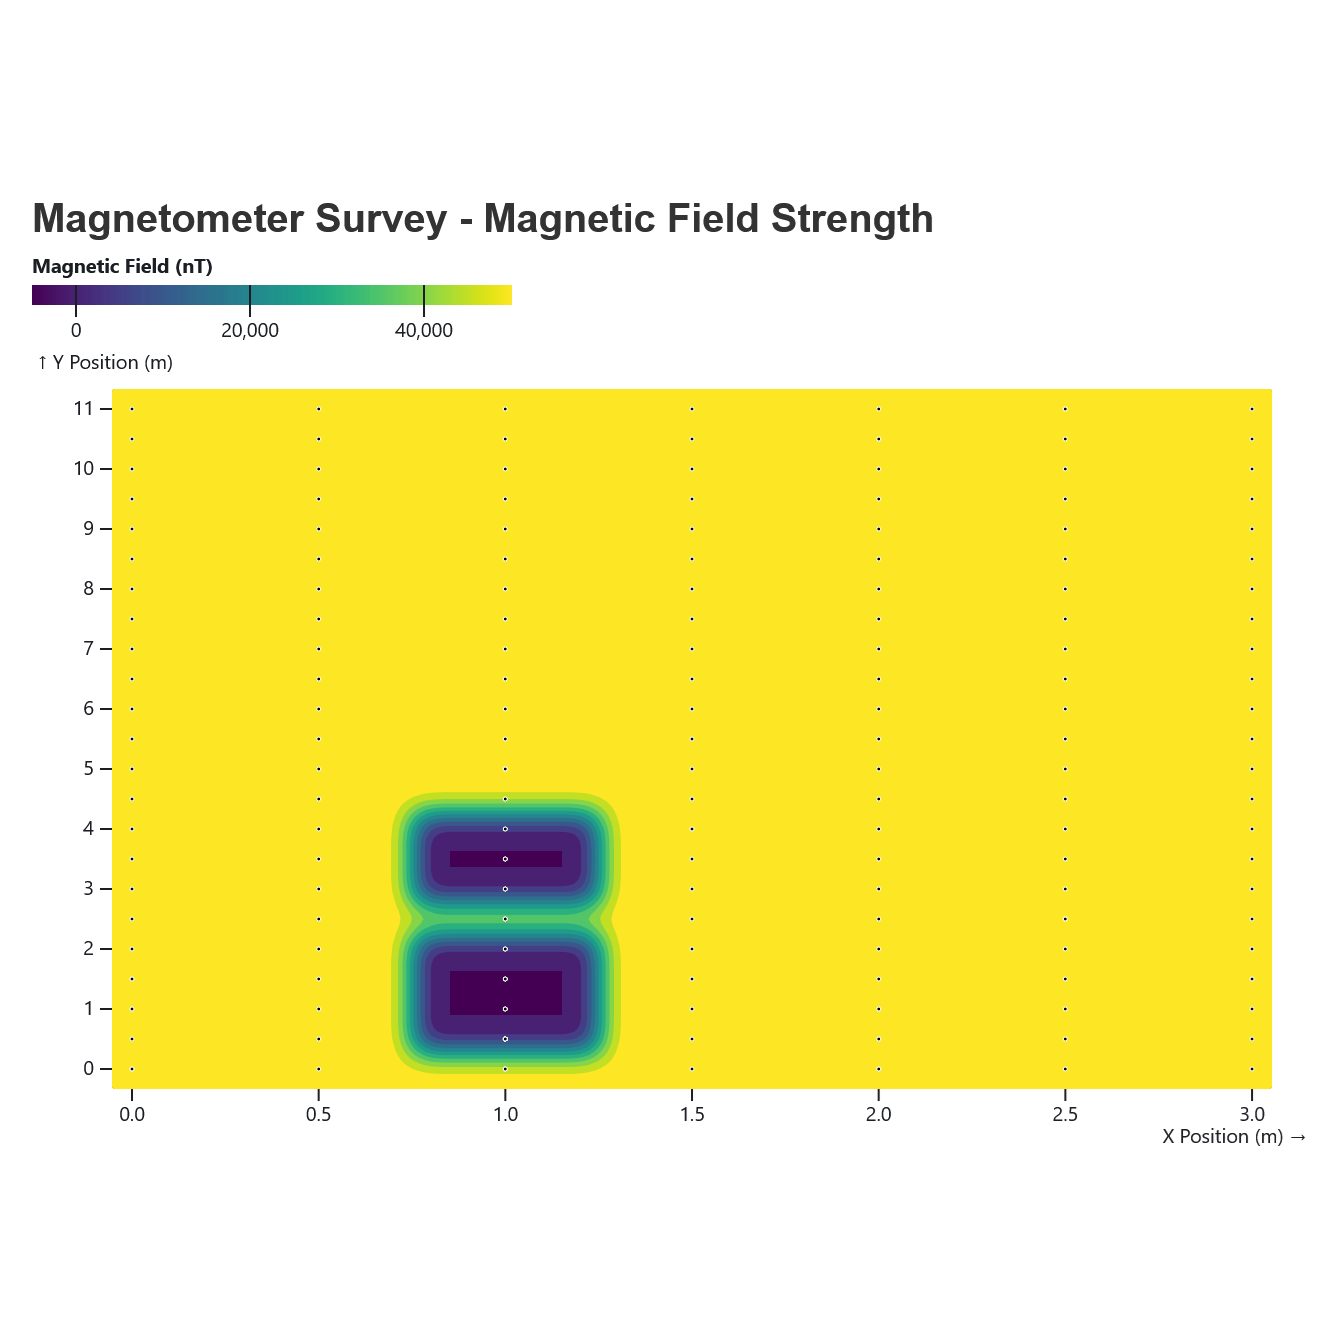 Magnetometer Survey - Magnetic Field Strength
Magnetic Field (nT)
0 20,000 40,000
↑ Y Position (m)
11
10
9
8
7
6
5
4
3
2
1
0
0.0 0.5 1.0 1.5 2.0 2.5 3.0
X Position (m) →